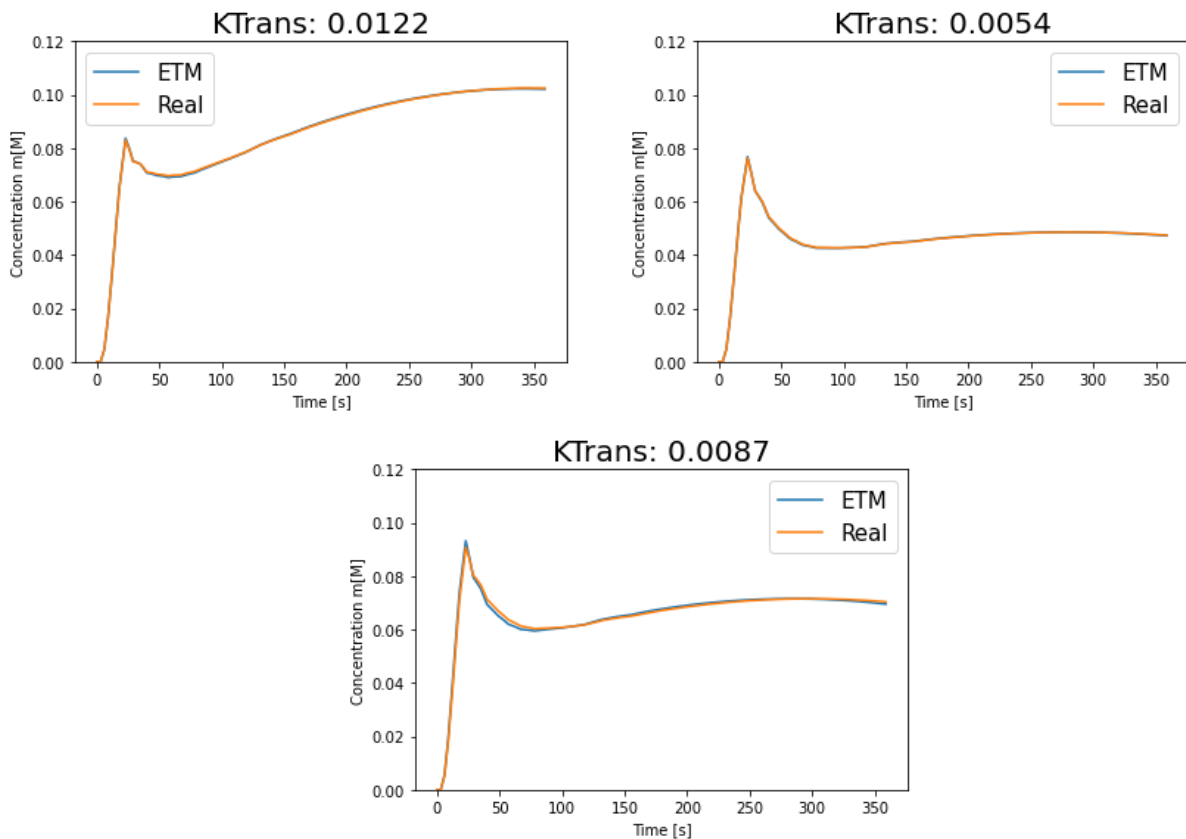 KTrans: 0.0122
0.12
0.10
0.08
0.06
0.04
0.02
0.00
Concentration m[M]
ETM
Real
0 50 100 150 200 250 300 350
Time [s]
KTrans: 0.0054
0.12
0.10
0.08
0.06
0.04
0.02
0.00
Concentration m[M]
ETM
Real
0 50 100 150 200 250 300 350
Time [s]
KTrans: 0.0087
0.12
0.10
0.08
0.06
0.04
0.02
0.00
Concentration m[M]
ETM
Real
0 50 100 150 200 250 300 350
Time [s]